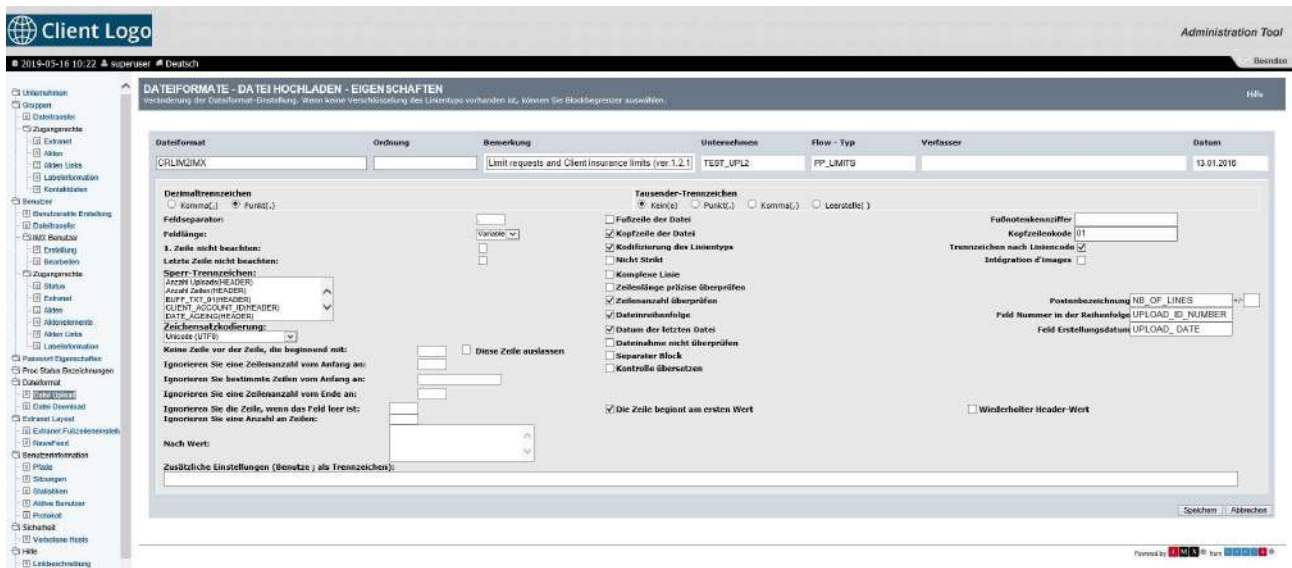 Client Logo
Administration Tool
2019-05-16 10:22 superuser Deutsch
Beenden
Unternehmen
Gruppen
Dateitransfer
Zugangsrechte
Extranet
Akten
Akten Links
Labelinformation
Kontaktdaten
Benutzer
Benutzerseite Erstellung
Dateitransfer
IMX Benutzer
Erstellung
Bearbeiten
Zugangsrechte
Status
Extranet
Akten
Aktenelemente
Akten Links
Labelinformation
Passwort Eigenschaften
Proc Status Bezeichnungen
Dateiformat
Datei Upload
Datei Download
Extranet Layout
Extranet Fußzeileneinstell
NewsFeed
Benutzerinformation
Pfade
Sitzungen
Statistiken
Aktive Benutzer
Protokoll
Sicherheit
Verbotene Hosts
Hilfe
Linkbeschreibung
DATEIFORMATE - DATEI HOCHLADEN - EIGENSCHAFTEN
Veränderung der Dateiformat-Einstellung. Wenn keine Verschlüsselung des Linientyps vorhanden ist, können Sie Blockbegrenzer auswählen.
Hilfe
Dateiformat Ordnung Bemerkung Unternehmen Flow - Typ Verfasser Datum
CRLIM2IMX Limit requests and Client insurance limits (ver.1.2.1 TEST_UPL2 PP_LIMITS 13.01.2016
Dezimaltrennzeichen
Komma(,) Punkt(.)
Tausender-Trennzeichen
Kein(e) Punkt(.) Komma(,) Leerstelle( )
Feldseparator: Fußzeile der Datei Fußnotenkennziffer
Feldlänge: Variable Kopfzeile der Datei Kopfzeilenkode 01
1. Zeile nicht beachten: Kodifizierung des Linientyps Trennzeichen nach Liniencode
Letzte Zeile nicht beachten: Nicht Strikt Intégration d'images
Sperr-Trennzeichen: Komplexe Linie
Anzahl Uploads(HEADER)
Anzahl Zeilen(HEADER)
BUFF_TXT_01(HEADER)
CLIENT_ACCOUNT_ID(HEADER)
DATE_AGEING(HEADER)
Zeilenlänge präzise überprüfen
Zeilenanzahl überprüfen Postenbezeichnung NB_OF_LINES +/-
Dateinreihenfolge Feld Nummer in der Reihenfolge UPLOAD_ID_NUMBER
Zeichensatzkodierung: Datum der letzten Datei Feld Erstellungsdatum UPLOAD_DATE
Unicode (UTF8)
Dateinahme nicht überprüfen
Keine Zeile vor der Zeile, die beginnend mit: Diese Zeile auslassen Separater Block
Ignorieren Sie eine Zeilenanzahl vom Anfang an: Kontrolle übersetzen
Ignorieren Sie bestimmte Zeilen vom Anfang an:
Ignorieren Sie eine Zeilenanzahl vom Ende an:
Ignorieren Sie die Zeile, wenn das Feld leer ist: Die Zeile beginnt am ersten Wert Wiederholter Header-Wert
Ignorieren Sie eine Anzahl an Zeilen:
Nach Wert:
Zusätzliche Einstellungen (Benutze ; als Trennzeichen):
Speichern Abbrechen
Powered by IMX ® from